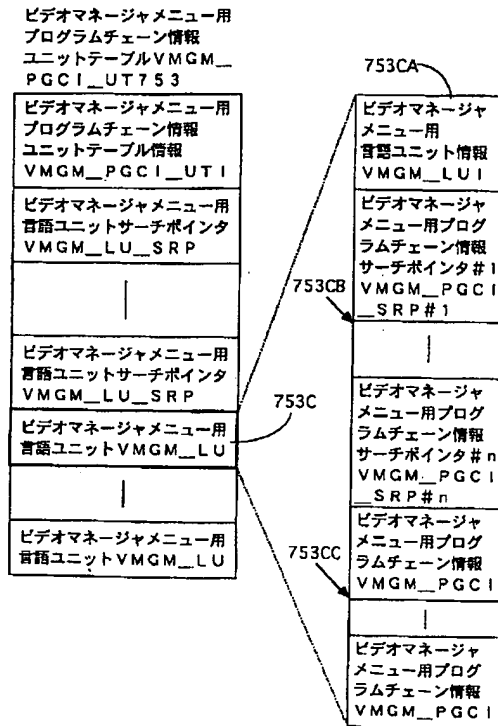 ビデオマネージャメニュー用
プログラムチェーン情報
ユニットテーブルVMGM__
PGCI__UT753
ビデオマネージャメニュー用
プログラムチェーン情報
ユニットテーブル情報
VMGM__PGCI__UTI
ビデオマネージャメニュー用
言語ユニットサーチポインタ
VMGM__LU__SRP
ビデオマネージャメニュー用
言語ユニットサーチポインタ
VMGM__LU__SRP
ビデオマネージャメニュー用
言語ユニットVMGM__LU
ビデオマネージャメニュー用
言語ユニットVMGM__LU
753C
753CA
ビデオマネージャ
メニュー用
言語ユニット情報
VMGM__LUI
ビデオマネージャ
メニュー用プログ
ラムチェーン情報
サーチポインタ#1
VMGM__PGCI
__SRP#1
753CB
ビデオマネージャ
メニュー用プログ
ラムチェーン情報
サーチポインタ#n
VMGM__PGCI
__SRP#n
ビデオマネージャ
メニュー用プログ
ラムチェーン情報
VMGM__PGCI
753CC
ビデオマネージャ
メニュー用プログ
ラムチェーン情報
VMGM__PGCI